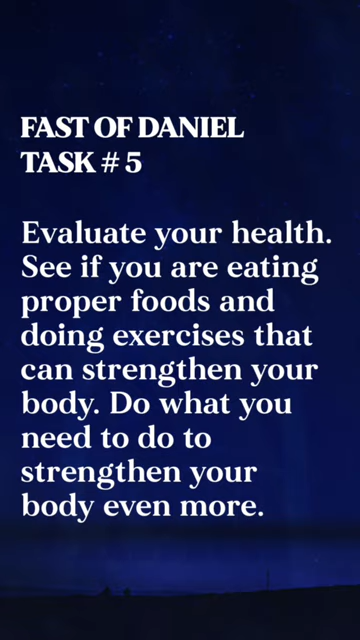 FAST OF DANIEL
TASK # 5
Evaluate your health.
See if you are eating
proper foods and
doing exercises that
can strengthen your
body. Do what you
need to do to
strengthen your
body even more.